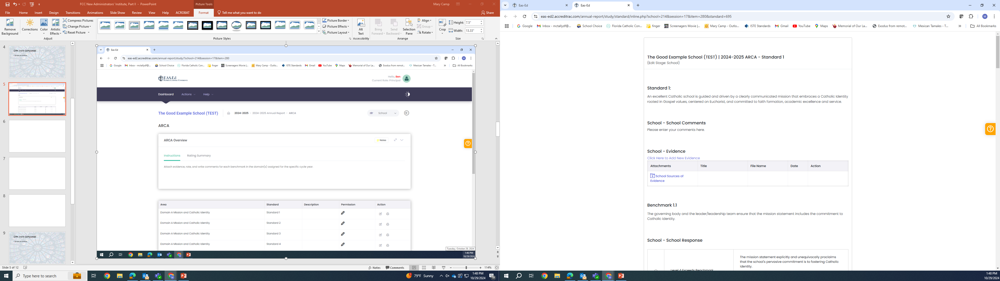 FCC New Administrators' Institute, Part II - PowerPoint
Picture Tools
Mary Camp
File Home Insert Design Transitions Animations Slide Show Review View Help ACROBAT Format Tell me what you want to do Share
Remove Background
Corrections
Color
Artistic Effects
Compress Pictures
Change Picture
Reset Picture
Adjust
Picture Styles
Picture Border
Picture Effects
Picture Layout
Alt Text
Accessibility
Bring Forward
Send Backward
Selection Pane
Align
Group
Rotate
Arrange
Crop
Height: 7.5"
Width: 13.33"
Size
4
CIPA Work Completed
5
6
7
8
9
CIPA Work Completed
Eas-Ed
eas-ed2.accreditrac.com/annual-report/study/?school=214&session=17&item=280
Google Inbox - mctallydf@... School Choice Florida Catholic Con... finger Screenagers Movie |... Mary Camp - Outlo... ISTE Standards Gmail YouTube Maps Memorial of Our La... Exodus from remot... Mexican Tamales - T... » All Bookmarks
EAS-Ed
Florida Catholic Conference
Hello, Ben
Current Role: Principal
Dashboard Actions Help
The Good Example School (TEST) 2024-2025 - 2024-2025 Annual Report - ARCA School
ARCA
ARCA Overview Notes
Instructions Rating Summary
Attach evidence, rate, and write comments for each benchmark in the domain(s) assigned for the specific cycle year.
Area Standard Description Permission Action
Domain A Mission and Catholic Identity Standard 1
Domain A Mission and Catholic Identity Standard 2
Domain A Mission and Catholic Identity Standard 3
Domain A Mission and Catholic Identity Standard 4
Tuesday, October 29, 2024
1:46 PM
10/29/2024
Slide 5 of 12
Notes Comments 114%
Type here to search
79°F Sunny
1:48 PM
10/29/2024
19
Eas-Ed
Eas-Ed
eas-ed2.accreditrac.com/annual-report/study/standard/inline.php?school=214&session=17&item=280&standard=695
Google Inbox - mctallydf@... School Choice Florida Catholic Con... finger Screenagers Movie |... Mary Camp - Outlo... ISTE Standards Gmail YouTube Maps Memorial of Our La... Exodus from remot... Mexican Tamales - T... » All Bookmarks
The Good Example School (TEST) | 2024-2025 ARCA - Standard 1
(Edit Stage: School)
Standard 1:
An excellent Catholic school is guided and driven by a clearly communicated mission that embraces a Catholic Identity
rooted in Gospel values, centered on Eucharist, and committed to faith formation, academic excellence and service.
School - School Comments
Please enter your comments here.
School - Evidence
Click Here to Add New Evidence
Attachments Title File Name Date Action
School Sources of
Evidence
Benchmark 1.1
The governing body and the leader/leadership team ensure that the mission statement includes the commitment to
Catholic identity.
School - School Response
The mission statement explicitly and unequivocally proclaims
that the school's pervasive commitment is to fostering Catholic
identity.
Level 4 Exceeds Benchmark
1:48 PM
10/29/2024